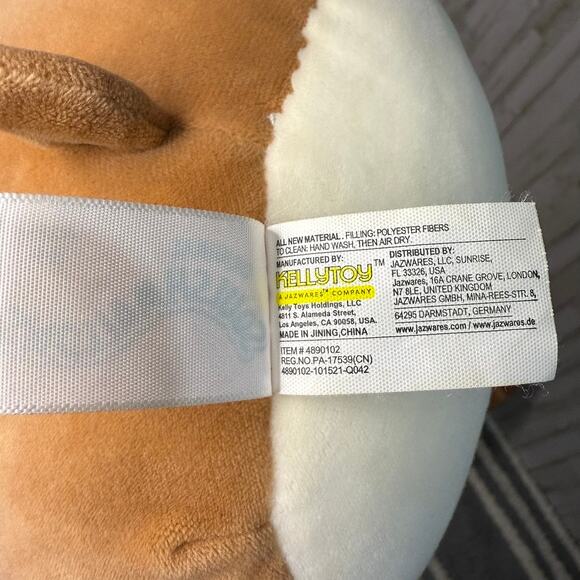 ALL NEW MATERIAL . FILLING: POLYESTER FIBERS
TO CLEAN: HAND WASH, THEN AIR DRY.
MANUFACTURED BY:
KELLYTOY™
A JAZWARES™ COMPANY
Kelly Toys Holdings, LLC
4811 S. Alameda Street,
Los Angeles, CA 90058, USA.
MADE IN JINING,CHINA
DISTRIBUTED BY:
JAZWARES, LLC, SUNRISE,
FL 33326, USA
Jazwares, 16A CRANE GROVE, LONDON,
N7 8LE, UNITED KINGDOM
JAZWARES GMBH, MINA-REES-STR. 8,
64295 DARMSTADT, GERMANY
www.jazwares.com / www.jazwares.de
ITEM # 4890102
REG.NO.PA-17539(CN)
4890102-101521-Q042